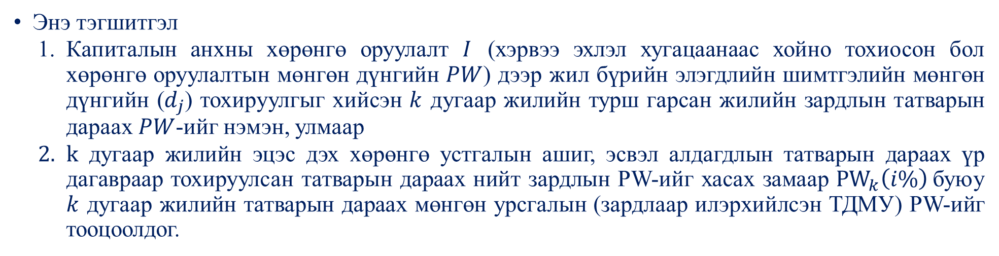 • Энэ тэгшитгэл
1. Капиталын анхны хөрөнгө оруулалт I (хэрвээ эхлэл хугацаанаас хойно тохиосон бол
хөрөнгө оруулалтын мөнгөн дүнгийн PW) дээр жил бүрийн элэгдлийн шимтгэлийн мөнгөн
дүнгийн (d_j) тохируулгыг хийсэн k дугаар жилийн турш гарсан жилийн зардлын татварын
дараах PW-ийг нэмэн, улмаар
2. k дугаар жилийн эцэс дэх хөрөнгө устгалын ашиг, эсвэл алдагдлын татварын дараах үр
дагавраар тохируулсан татварын дараах нийт зардлын PW-ийг хасах замаар PW_k(i%) буюу
k дугаар жилийн татварын дараах мөнгөн урсгалын (зардлаар илэрхийлсэн ТДМУ) PW-ийг
тооцоолдог.